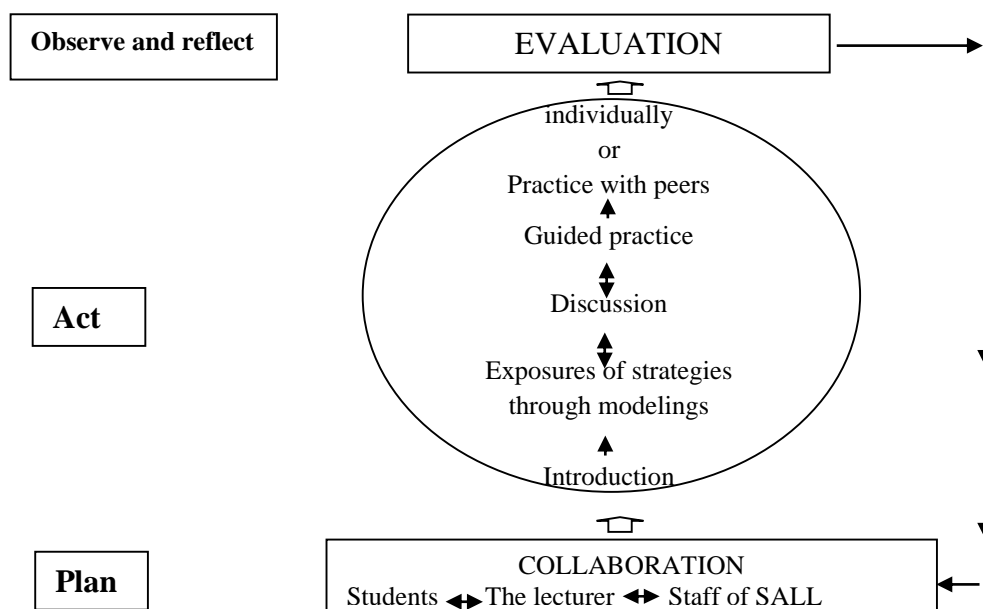 Observe and reflect
EVALUATION
individually
or
Practice with peers
Guided practice
Discussion
Act
Exposures of strategies
through modelings
Introduction
COLLABORATION
Plan
Students The lecturer Staff of SALL